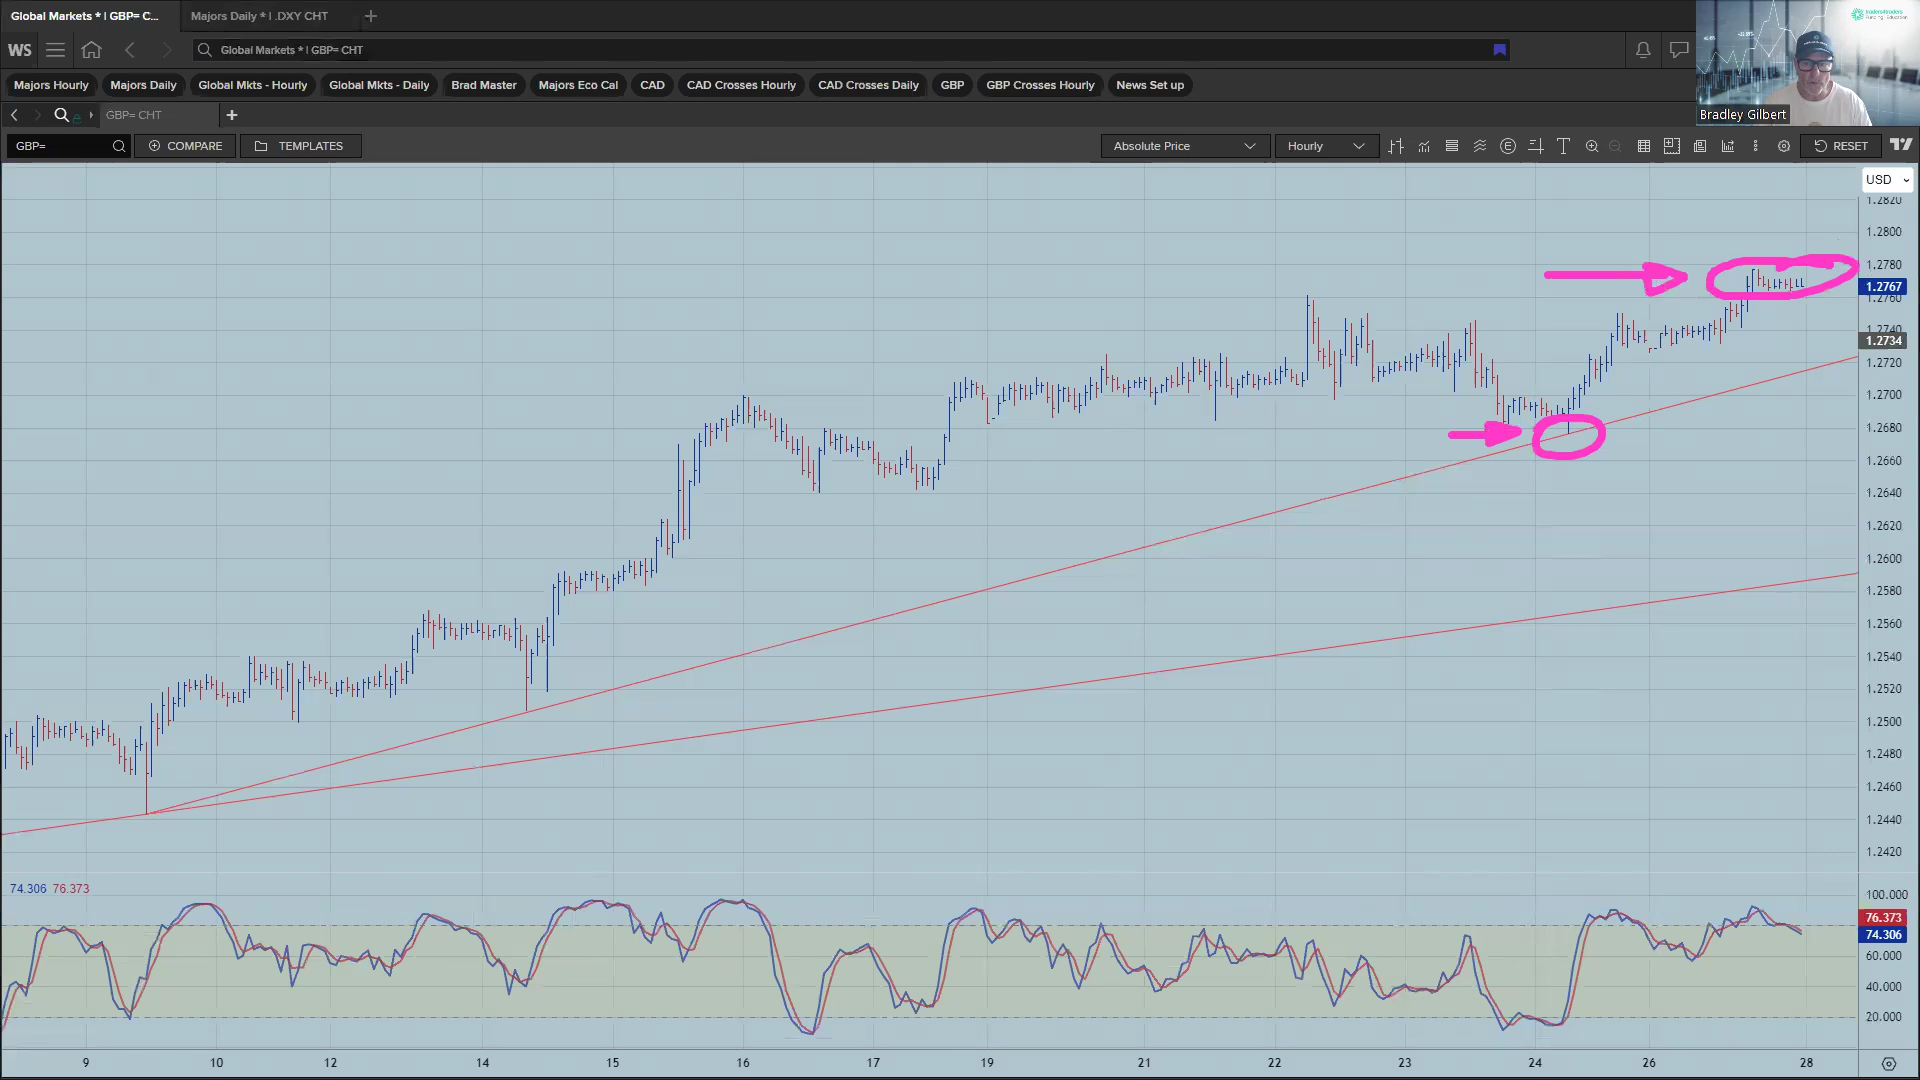 Global Markets * | GBP= C...
Majors Daily * | .DXY CHT
WS
Global Markets * | GBP= CHT
Majors Hourly
Majors Daily
Global Mkts - Hourly
Global Mkts - Daily
Brad Master
Majors Eco Cal
CAD
CAD Crosses Hourly
CAD Crosses Daily
GBP
GBP Crosses Hourly
News Set up
traders4traders
Bradley Gilbert
GBP= CHT
GBP=
COMPARE
TEMPLATES
Absolute Price
Hourly
RESET
USD
1.2820
1.2800
1.2780
1.2767
1.2760
1.2740
1.2734
1.2720
1.2700
1.2680
1.2660
1.2640
1.2620
1.2600
1.2580
1.2560
1.2540
1.2520
1.2500
1.2480
1.2460
1.2440
1.2420
74.306 76.373
100.000
76.373
74.306
60.000
40.000
20.000
9 10 12 14 15 16 17 19 21 22 23 24 26 28